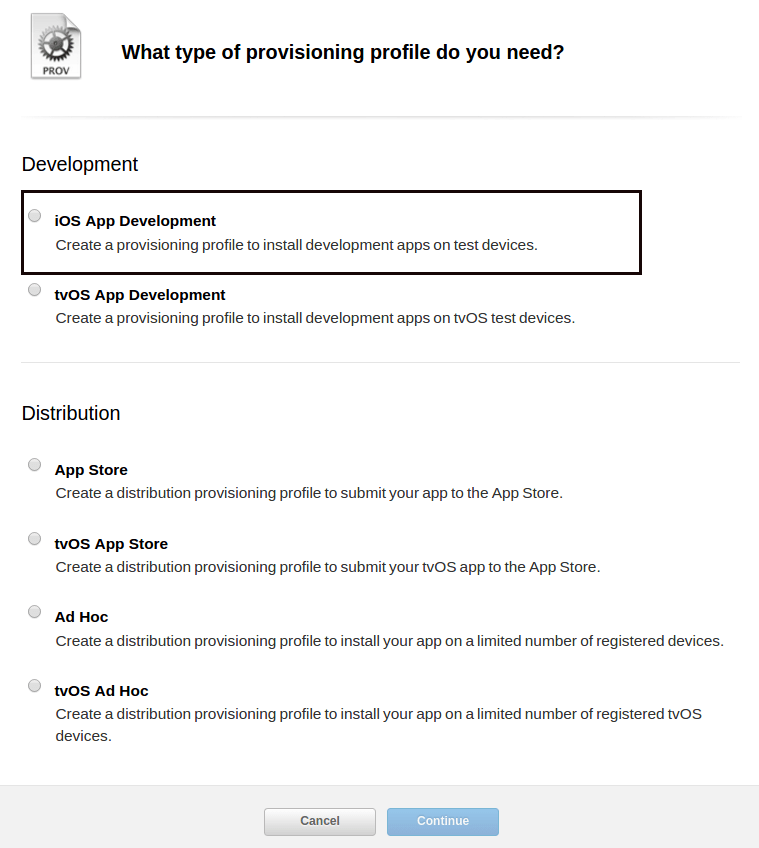 PROV
What type of provisioning profile do you need?
Development
iOS App Development
Create a provisioning profile to install development apps on test devices.
tvOS App Development
Create a provisioning profile to install development apps on tvOS test devices.
Distribution
App Store
Create a distribution provisioning profile to submit your app to the App Store.
tvOS App Store
Create a distribution provisioning profile to submit your tvOS app to the App Store.
Ad Hoc
Create a distribution provisioning profile to install your app on a limited number of registered devices.
tvOS Ad Hoc
Create a distribution provisioning profile to install your app on a limited number of registered tvOS
devices.
Cancel
Continue